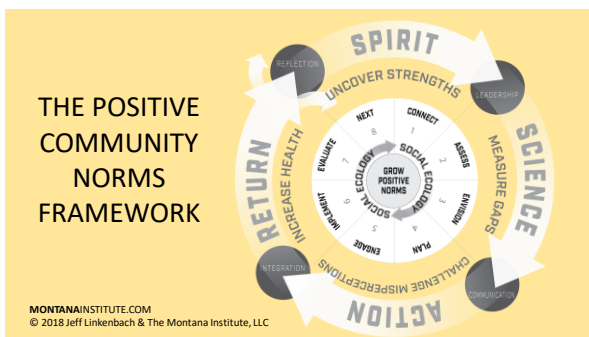 THE POSITIVE
COMMUNITY
NORMS
FRAMEWORK
MONTANAINSTITUTE.COM
© 2018 Jeff Linkenbach & The Montana Institute, LLC
SPIRIT
SCIENCE
ACTION
RETURN
REFLECTION
LEADERSHIP
COMMUNICATION
INTEGRATION
UNCOVER STRENGTHS
MEASURE GAPS
CHALLENGE MISPERCEPTIONS
INCREASE HEALTH
CONNECT
1
ASSESS
2
ENVISION
3
PLAN
4
ENGAGE
5
IMPLEMENT
6
EVALUATE
7
NEXT
8
SOCIAL ECOLOGY
SOCIAL ECOLOGY
GROW
POSITIVE
NORMS